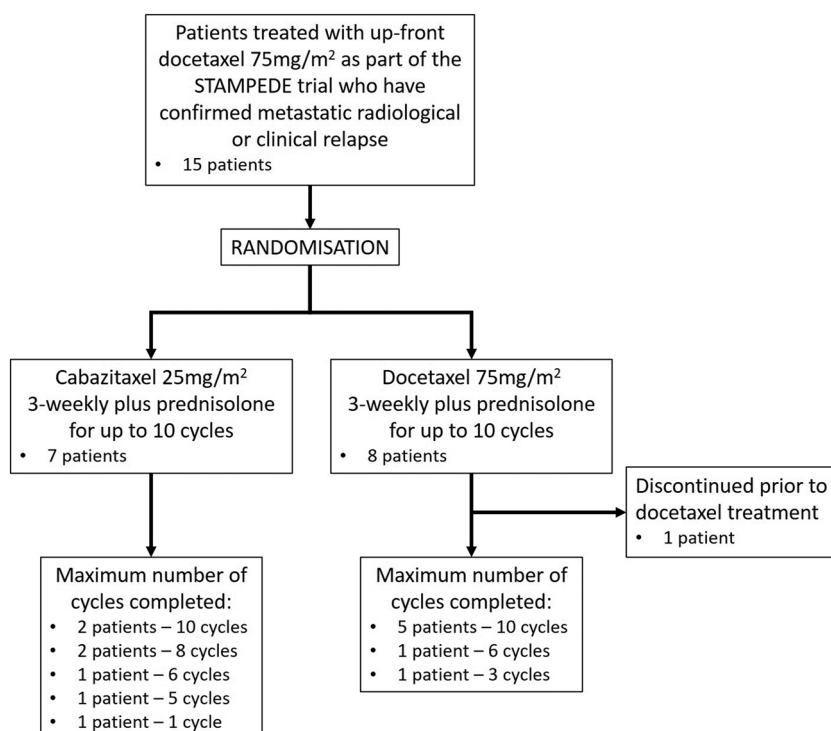 Patients treated with up-front
docetaxel 75mg/m² as part of the
STAMPEDE trial who have
confirmed metastatic radiological
or clinical relapse
• 15 patients
RANDOMISATION
Cabazitaxel 25mg/m²
3-weekly plus prednisolone
for up to 10 cycles
• 7 patients
Docetaxel 75mg/m²
3-weekly plus prednisolone
for up to 10 cycles
• 8 patients
Discontinued prior to
docetaxel treatment
• 1 patient
Maximum number of
cycles completed:
• 2 patients – 10 cycles
• 2 patients – 8 cycles
• 1 patient – 6 cycles
• 1 patient – 5 cycles
• 1 patient – 1 cycle
Maximum number of
cycles completed:
• 5 patients – 10 cycles
• 1 patient – 6 cycles
• 1 patient – 3 cycles